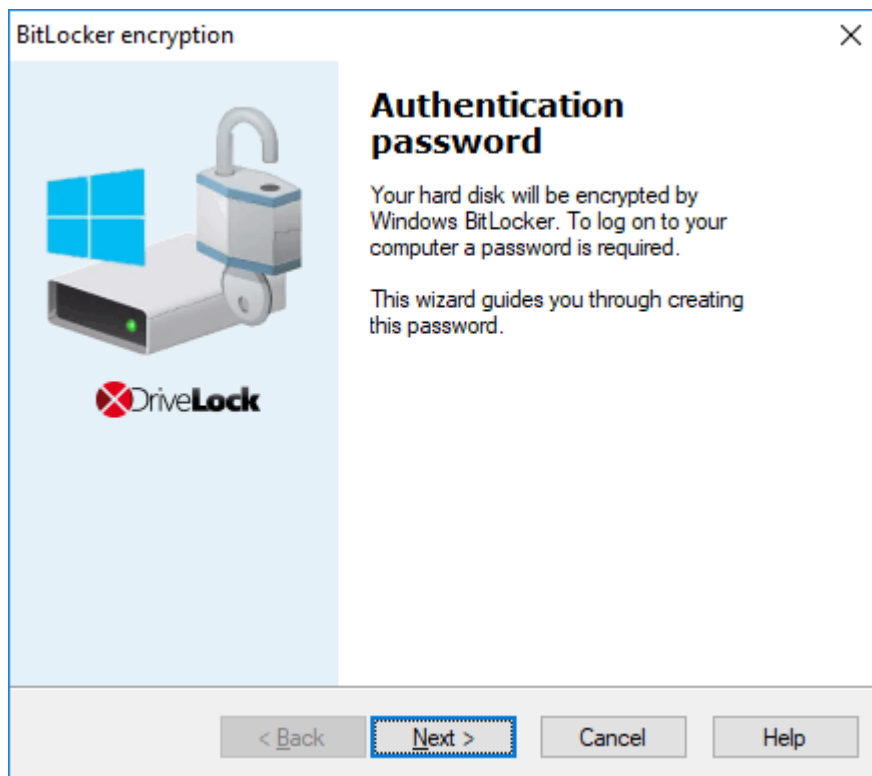 BitLocker encryption
Authentication
password
Your hard disk will be encrypted by
Windows BitLocker. To log on to your
computer a password is required.
This wizard guides you through creating
this password.
DriveLock
< Back
Next >
Cancel
Help